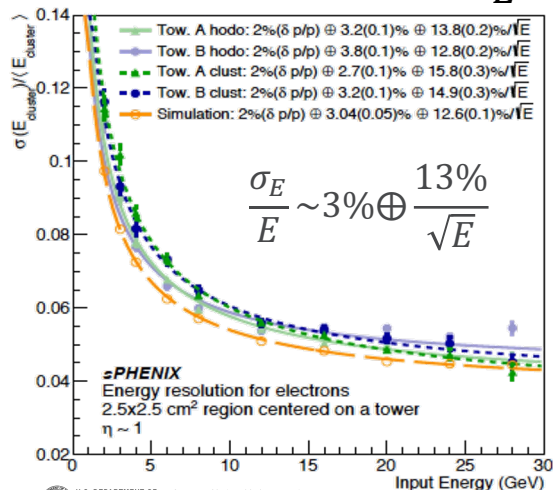 E
0.14
0.12
0.1
0.08
0.06
0.04
0.02
σ(E_cluster)/⟨E_cluster⟩
Tow. A hodo: 2%(δ p/p) ⊕ 3.2(0.1)% ⊕ 13.8(0.2)%/√E
Tow. B hodo: 2%(δ p/p) ⊕ 3.8(0.1)% ⊕ 12.8(0.2)%/√E
Tow. A clust: 2%(δ p/p) ⊕ 2.7(0.1)% ⊕ 15.8(0.3)%/√E
Tow. B clust: 2%(δ p/p) ⊕ 3.2(0.1)% ⊕ 14.9(0.3)%/√E
Simulation: 2%(δ p/p) ⊕ 3.04(0.05)% ⊕ 12.6(0.1)%/√E
σ_E/E ~3%⊕ 13%/√E
sPHENIX
Energy resolution for electrons
2.5x2.5 cm² region centered on a tower
η ~ 1
0 5 10 15 20 25 30
Input Energy (GeV)